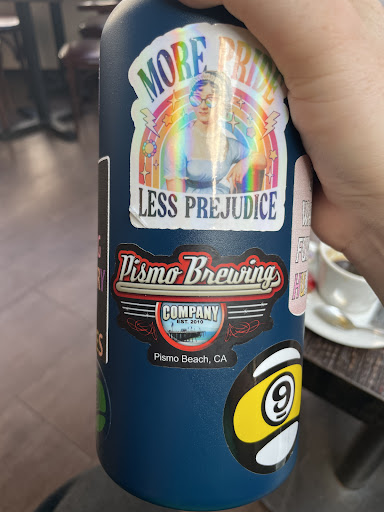 MORE PRIDE
LESS PREJUDICE
Pismo Brewing
COMPANY
EST. 2010
Pismo Beach, CA
9